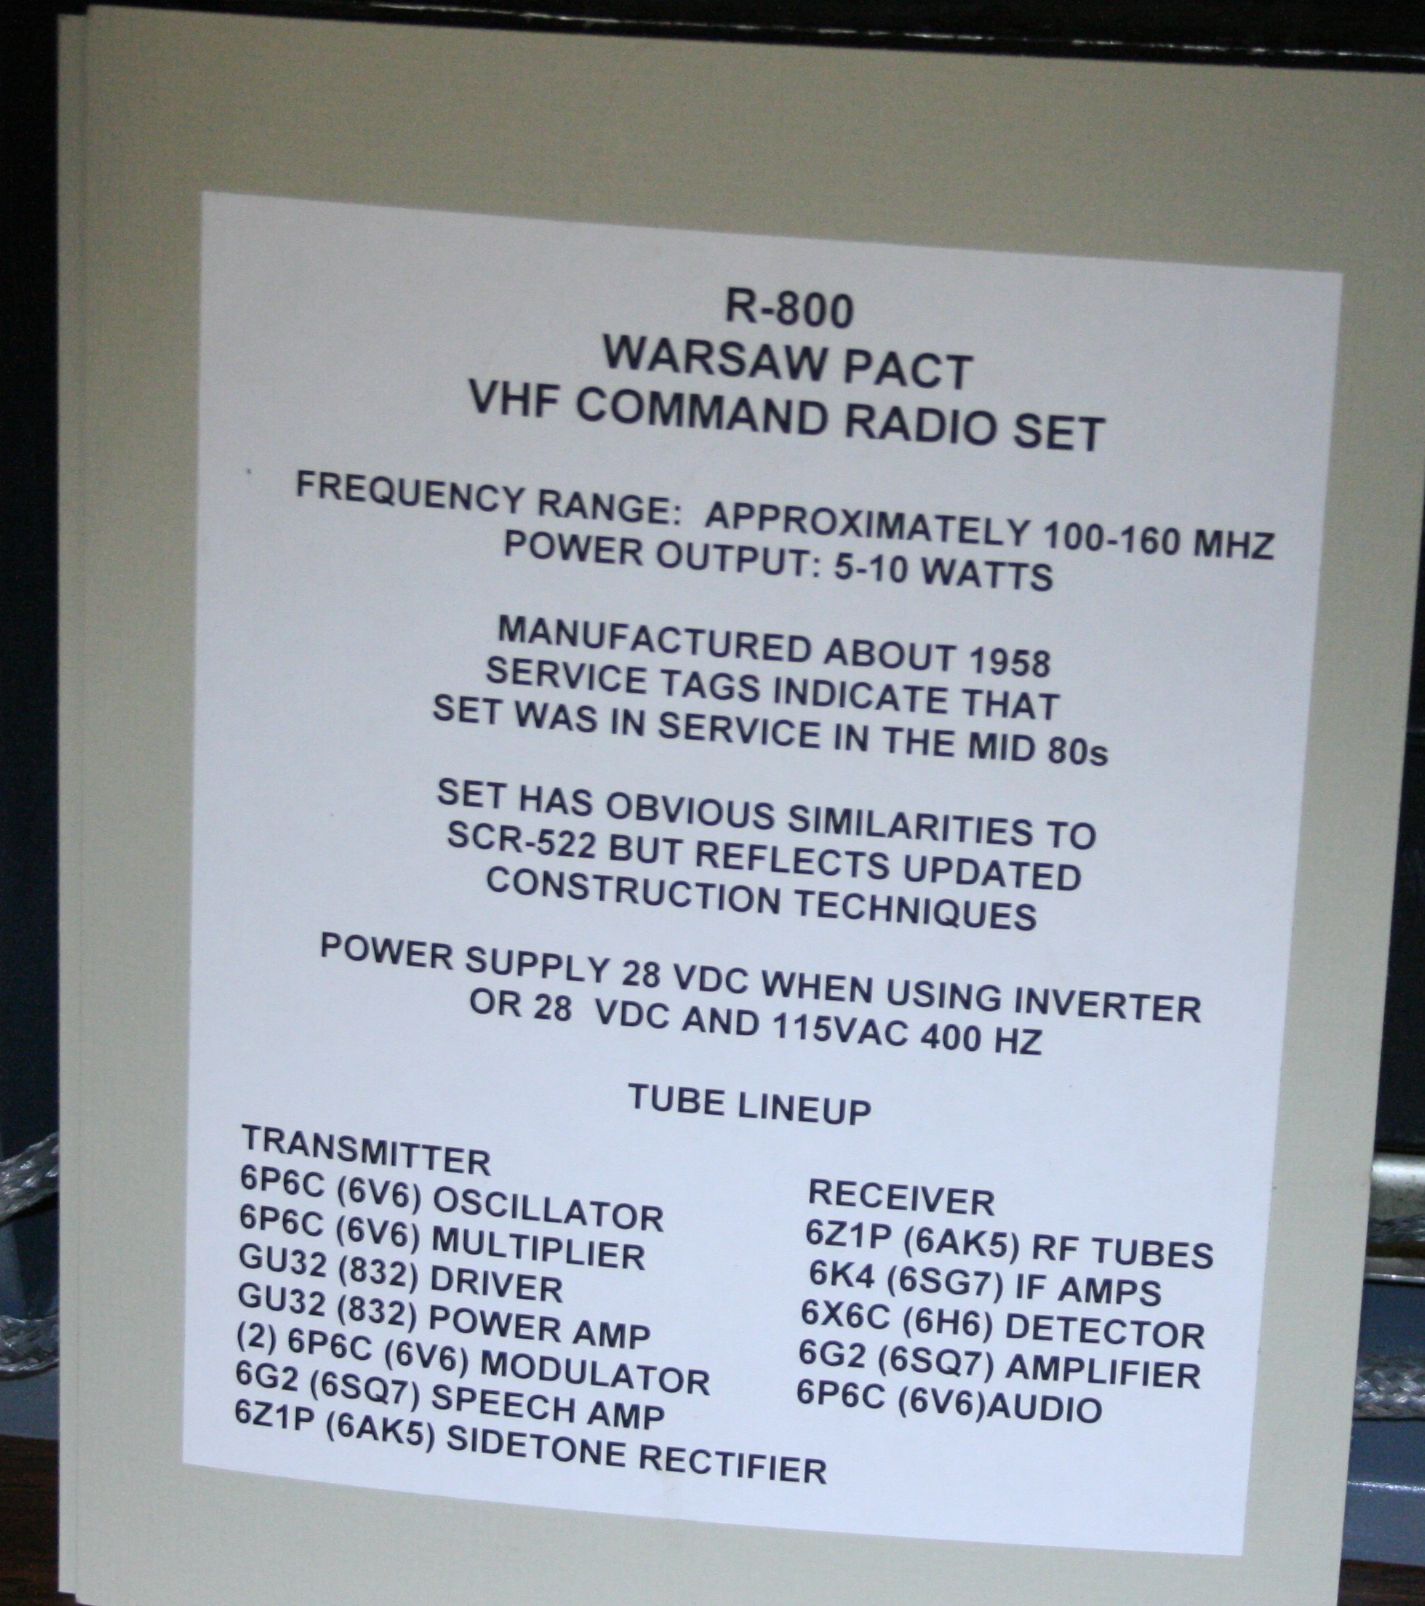 R-800
WARSAW PACT
VHF COMMAND RADIO SET
FREQUENCY RANGE: APPROXIMATELY 100-160 MHZ
POWER OUTPUT: 5-10 WATTS
MANUFACTURED ABOUT 1958
SERVICE TAGS INDICATE THAT
SET WAS IN SERVICE IN THE MID 80s
SET HAS OBVIOUS SIMILARITIES TO
SCR-522 BUT REFLECTS UPDATED
CONSTRUCTION TECHNIQUES
POWER SUPPLY 28 VDC WHEN USING INVERTER
OR 28 VDC AND 115VAC 400 HZ
TUBE LINEUP
TRANSMITTER
6P6C (6V6) OSCILLATOR
6P6C (6V6) MULTIPLIER
GU32 (832) DRIVER
GU32 (832) POWER AMP
(2) 6P6C (6V6) MODULATOR
6G2 (6SQ7) SPEECH AMP
6Z1P (6AK5) SIDETONE RECTIFIER
RECEIVER
6Z1P (6AK5) RF TUBES
6K4 (6SG7) IF AMPS
6X6C (6H6) DETECTOR
6G2 (6SQ7) AMPLIFIER
6P6C (6V6)AUDIO